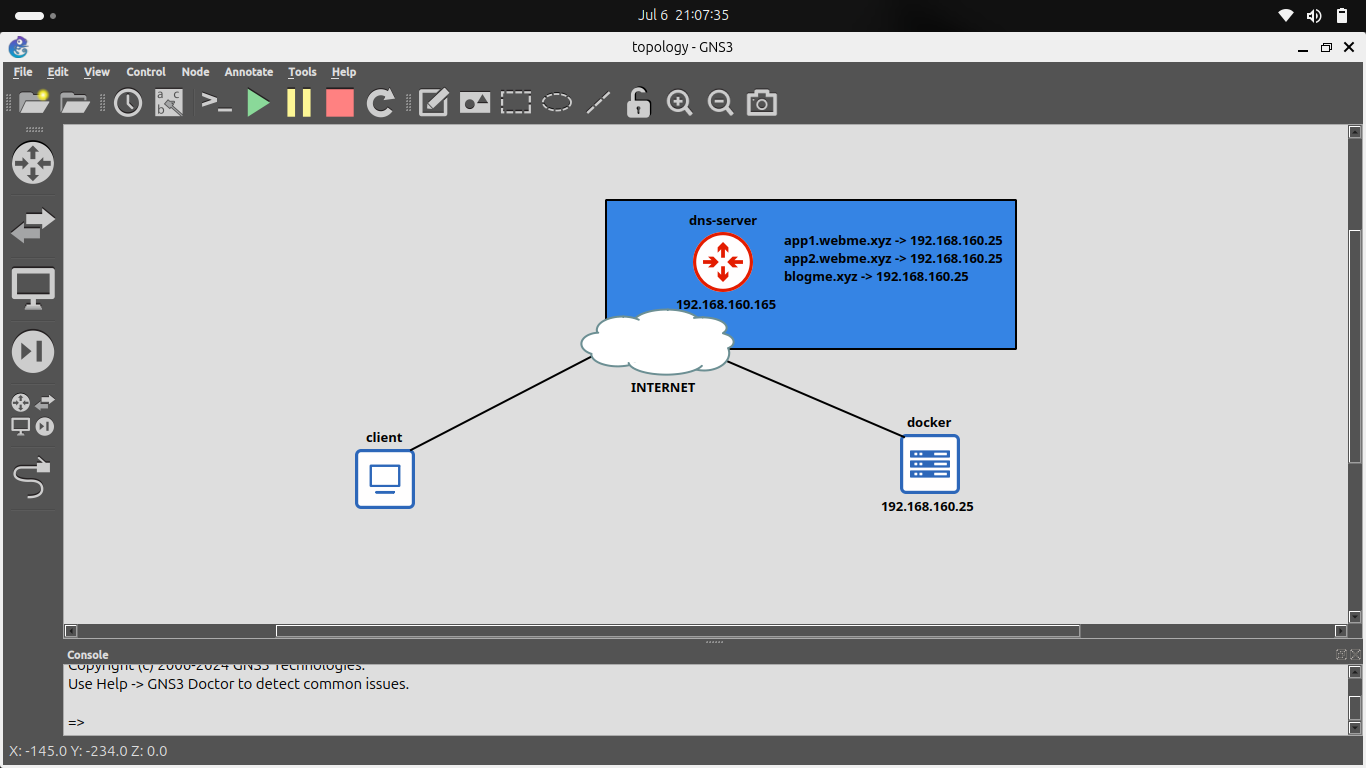 Jul 6 21:07:35
topology - GNS3
File Edit View Control Node Annotate Tools Help
>_
a c
b
dns-server
app1.webme.xyz -> 192.168.160.25
app2.webme.xyz -> 192.168.160.25
blogme.xyz -> 192.168.160.25
192.168.160.165
INTERNET
client
docker
192.168.160.25
Console
Copyright (c) 2006-2024 GNS3 Technologies.
Use Help -> GNS3 Doctor to detect common issues.
=>
X: -145.0 Y: -234.0 Z: 0.0